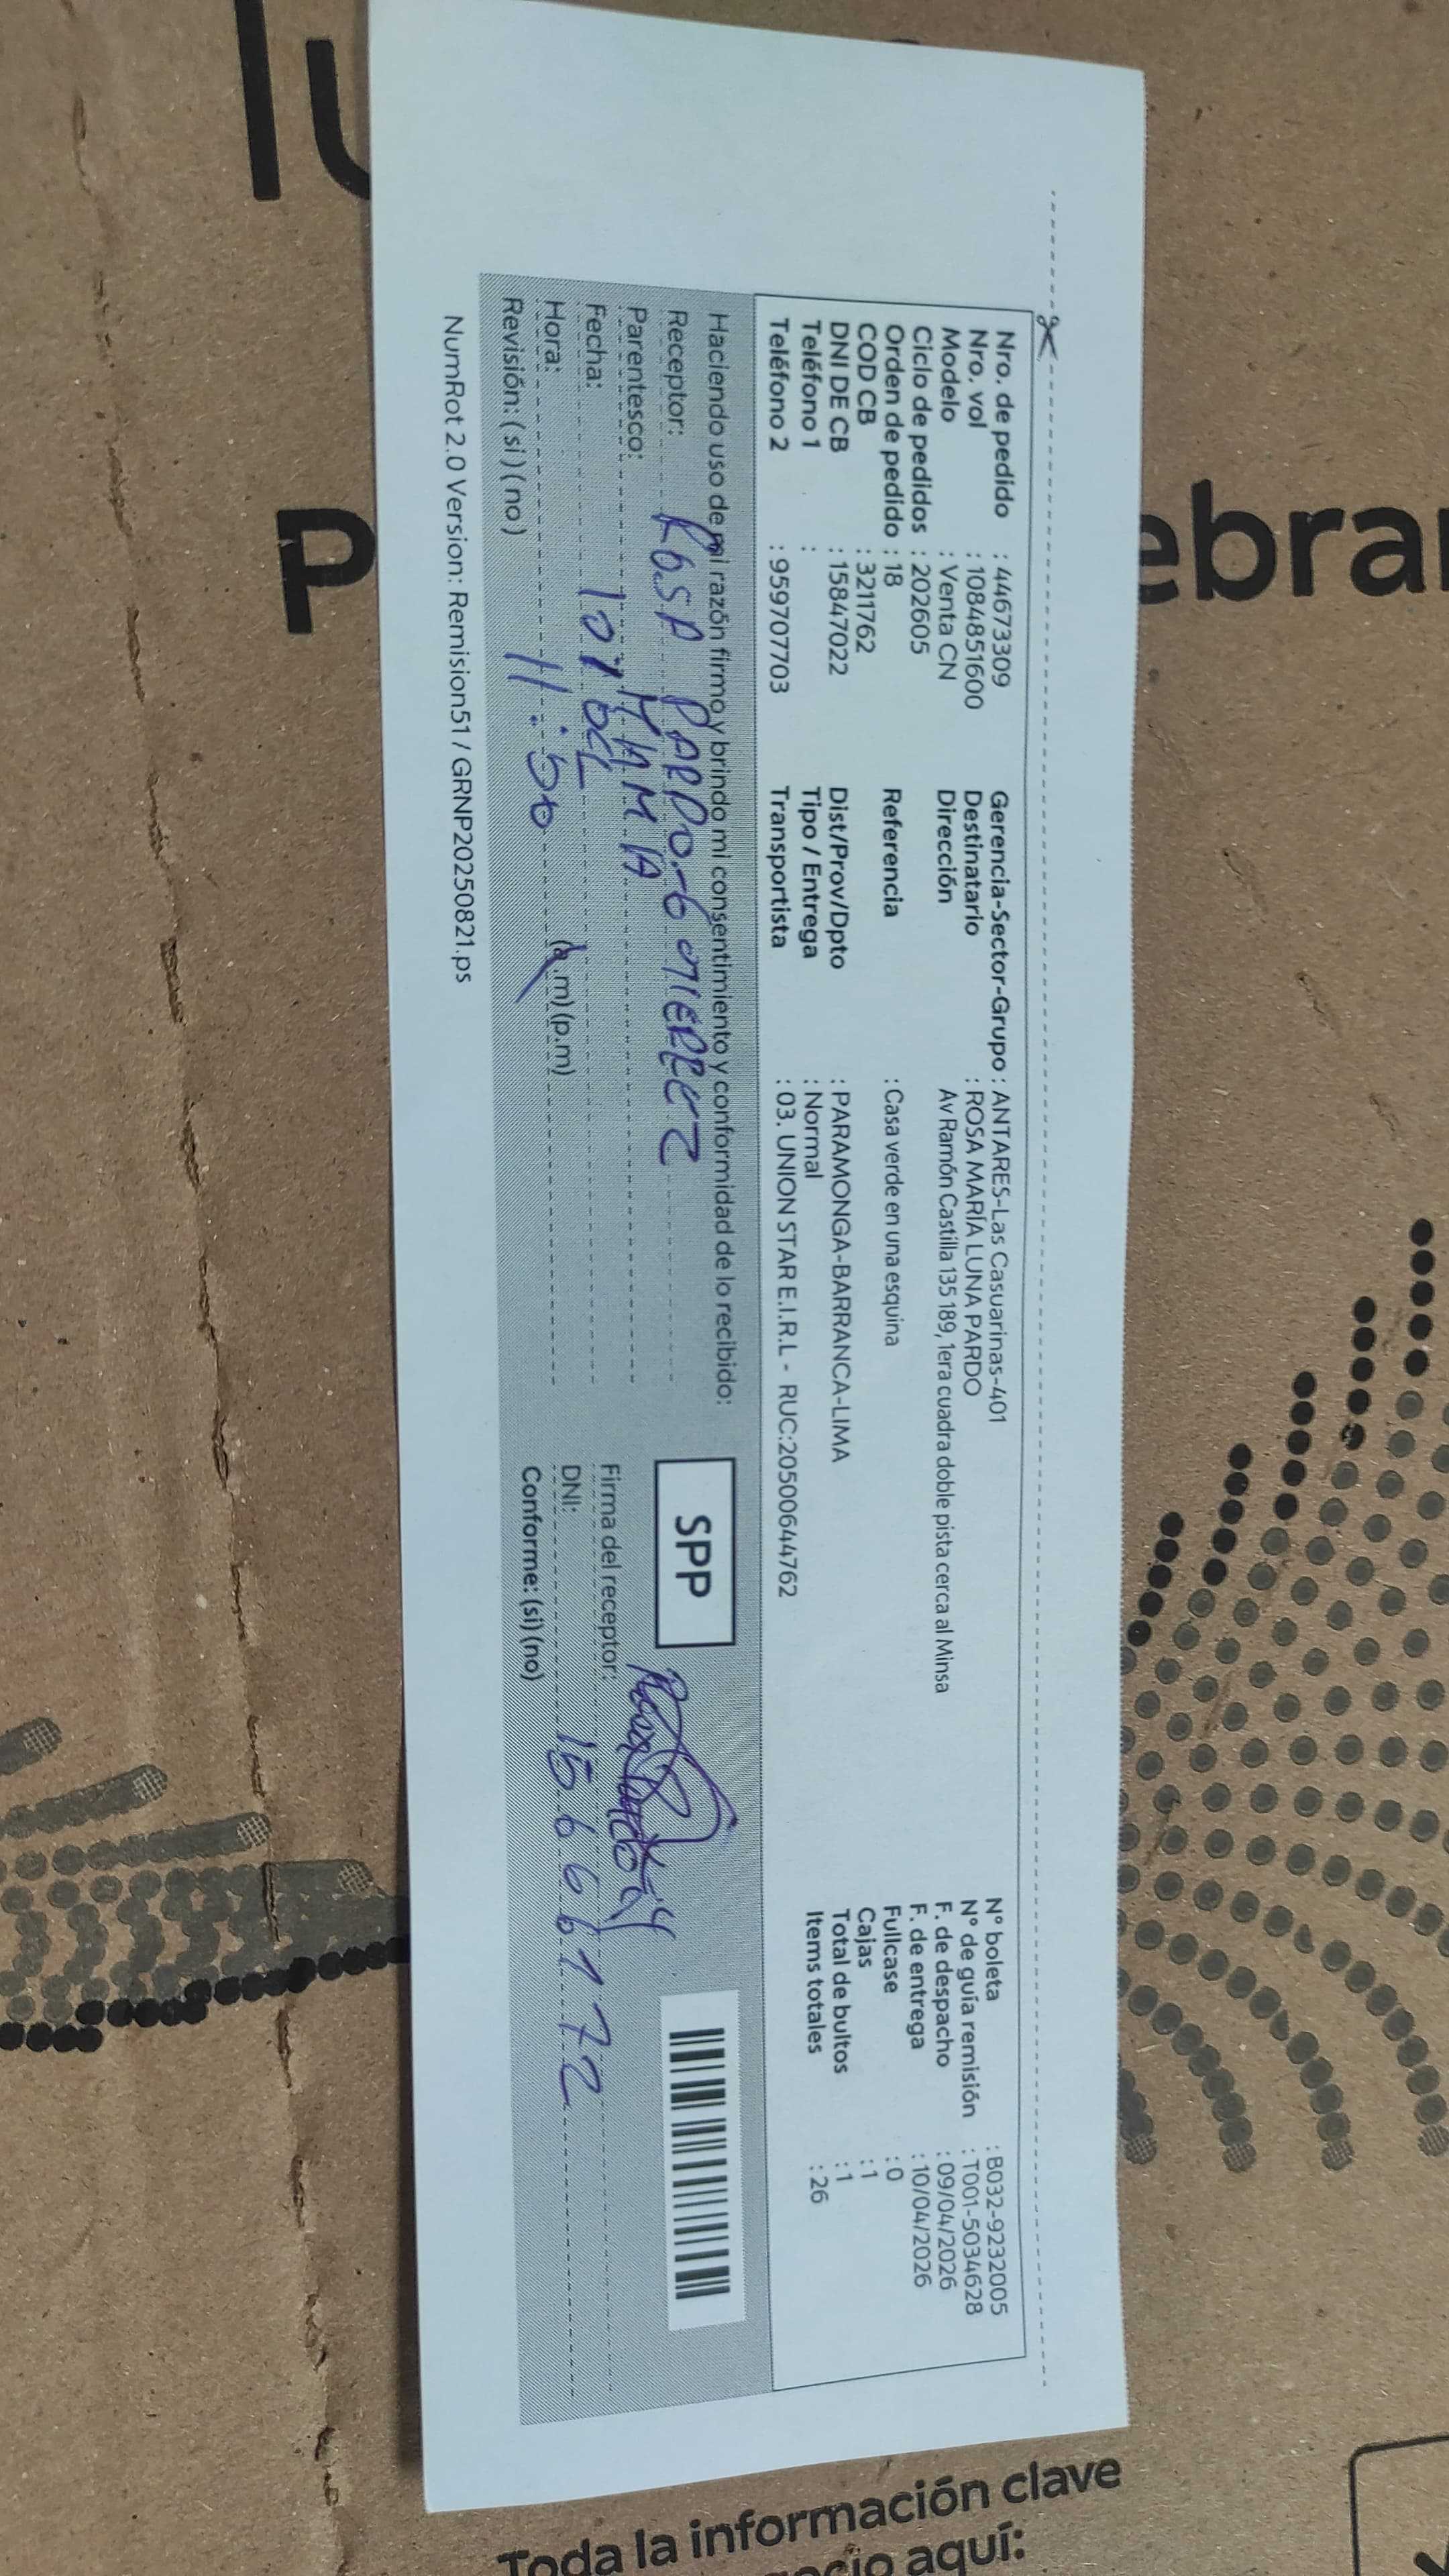 Nro. de pedido : 44673309
Nro. vol : 1084851600
Modelo : Venta CN
Ciclo de pedidos : 202605
Orden de pedido : 18
COD CB : 3211762
DNI DE CB : 15847022
Teléfono 1 :
Teléfono 2 : 959707703
Gerencia-Sector-Grupo : ANTARES-Las Casuarinas-401
Destinatario : ROSA MARÍA LUNA PARDO
Dirección Av Ramón Castilla 135 189, 1era cuadra doble pista cerca al Minsa
Referencia : Casa verde en una esquina
Dist/Prov/Dpto : PARAMONGA-BARRANCA-LIMA
Tipo / Entrega : Normal
Transportista : 03. UNION STAR E.I.R.L - RUC:20500644762
N° boleta : B032-9232005
N° de guía remisión : T001-5034628
F. de despacho : 09/04/2026
F. de entrega : 10/04/2026
Fullcase : 0
Cajas : 1
Total de bultos : 1
Items totales : 26
Haciendo uso de mi razón firmo y brindo mi consentimiento y conformidad de lo recibido:
Receptor: ROSA PARDO
Parentesco: MAMA
Fecha:
Hora: 11:50 (a.m) (p.m)
Revisión: (si) (no)
SPP
Firma del receptor:
DNI:
Conforme: (si) (no)
NumRot 2.0 Version: Remision51 / GRNP20250821.ps
lu
P
ebra
Toda la información clave
aquí: